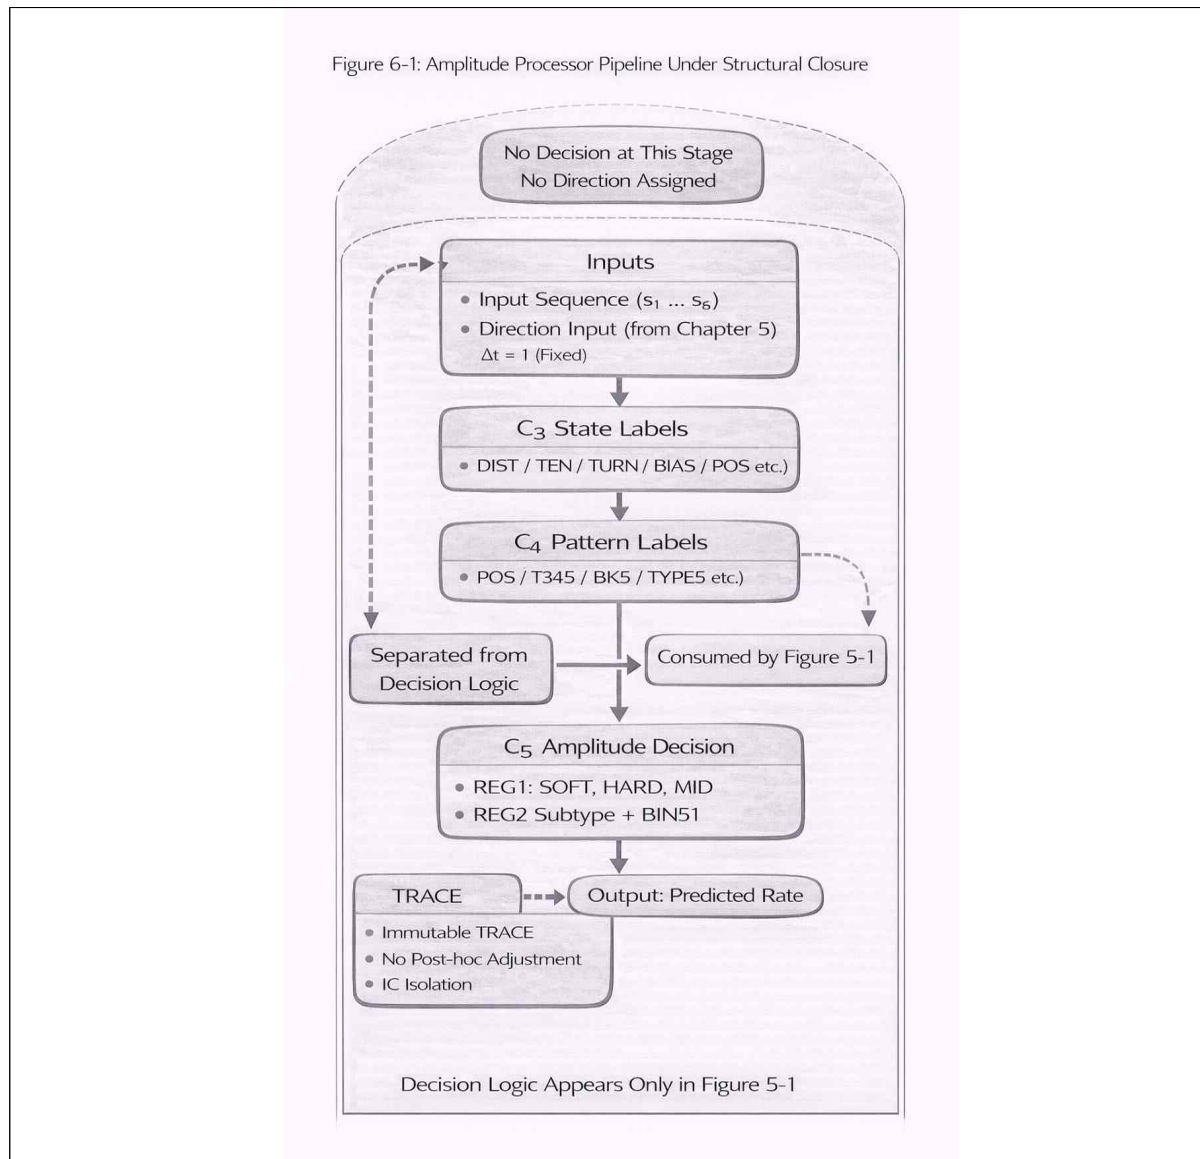 Figure 6-1: Amplitude Processor Pipeline Under Structural Closure
No Decision at This Stage
No Direction Assigned
Inputs
• Input Sequence (s₁ ... s₆)
• Direction Input (from Chapter 5)
Δt = 1 (Fixed)
C₃ State Labels
• DIST / TEN / TURN / BIAS / POS etc.)
C₄ Pattern Labels
• POS / T345 / BK5 / TYPE5 etc.)
Separated from
Decision Logic
Consumed by Figure 5-1
C₅ Amplitude Decision
• REG1: SOFT, HARD, MID
• REG2 Subtype + BIN51
TRACE
Output: Predicted Rate
• Immutable TRACE
• No Post-hoc Adjustment
• IC Isolation
Decision Logic Appears Only in Figure 5-1